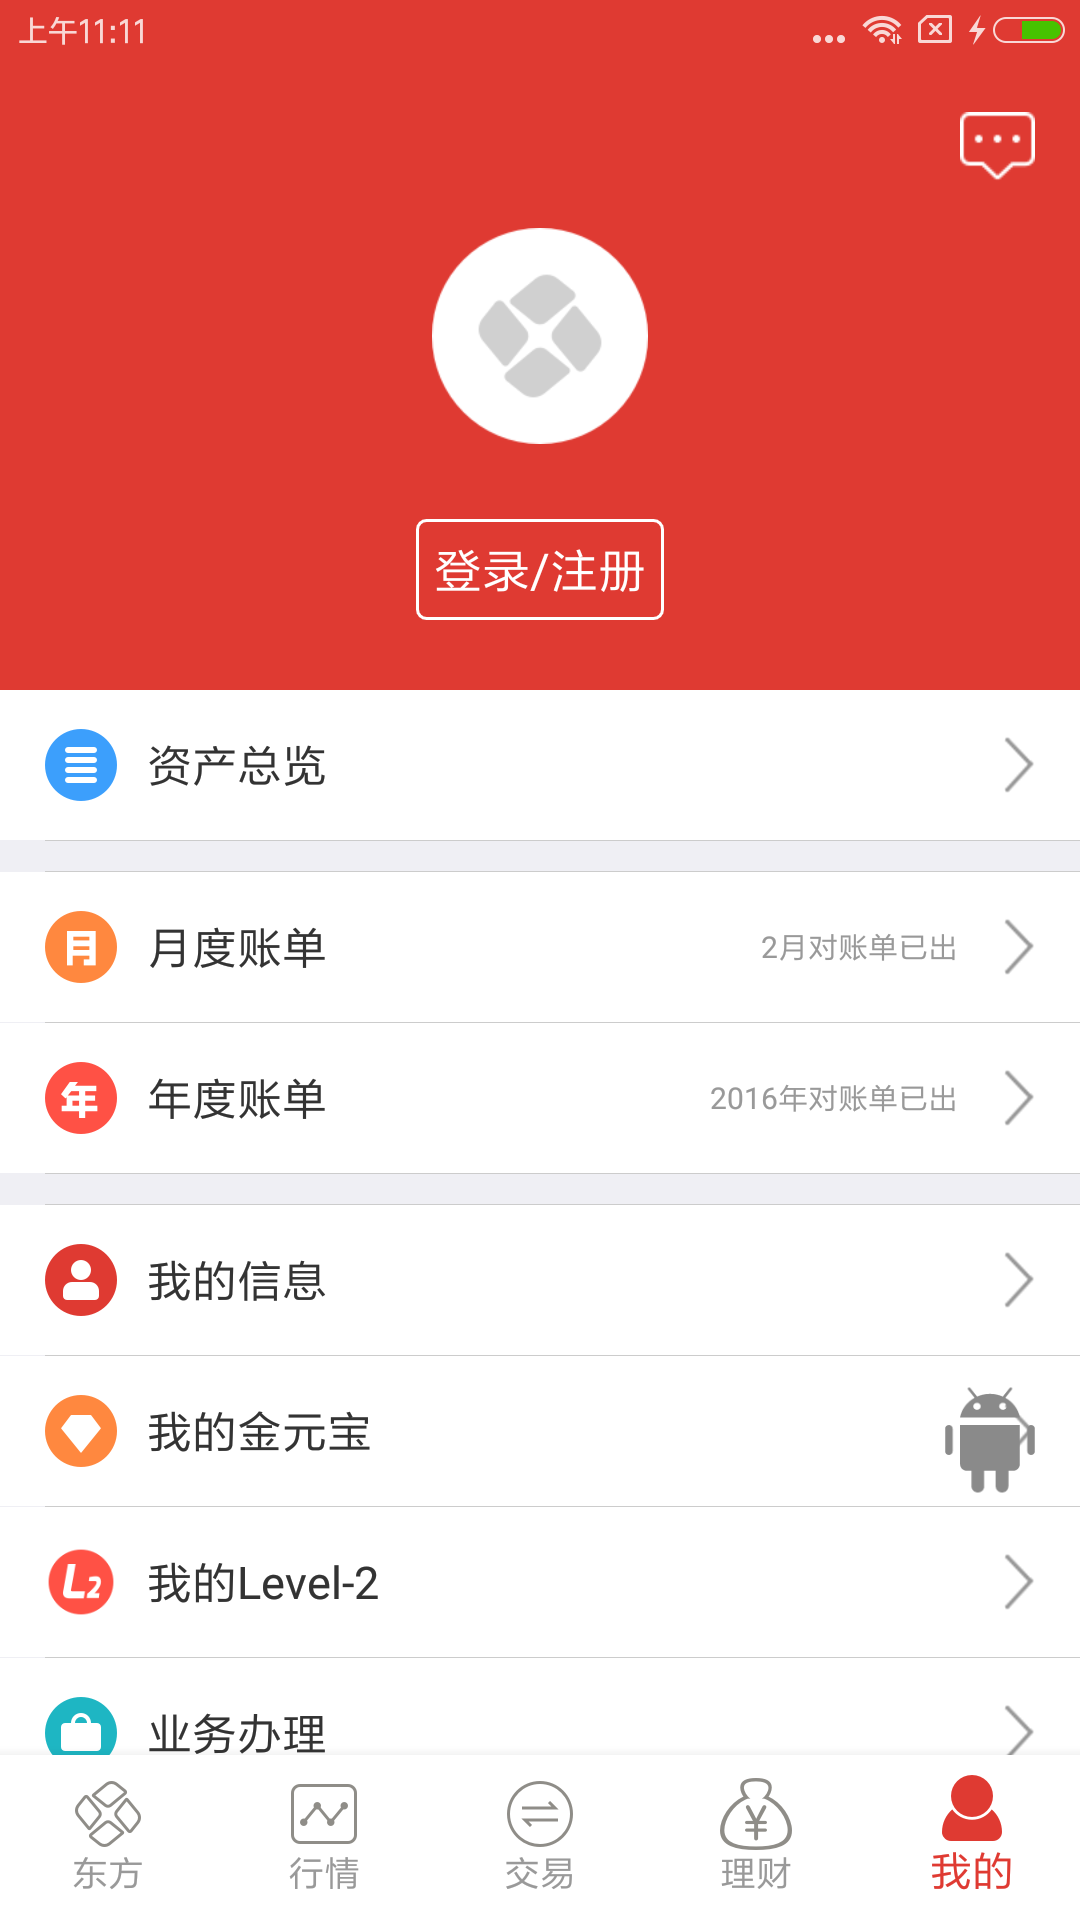 上午11:11
登录/注册
资产总览
月 月度账单 2月对账单已出
年 年度账单 2016年对账单已出
我的信息
我的金元宝
L2 我的Level-2
业务办理
东方 行情 交易 理财 我的